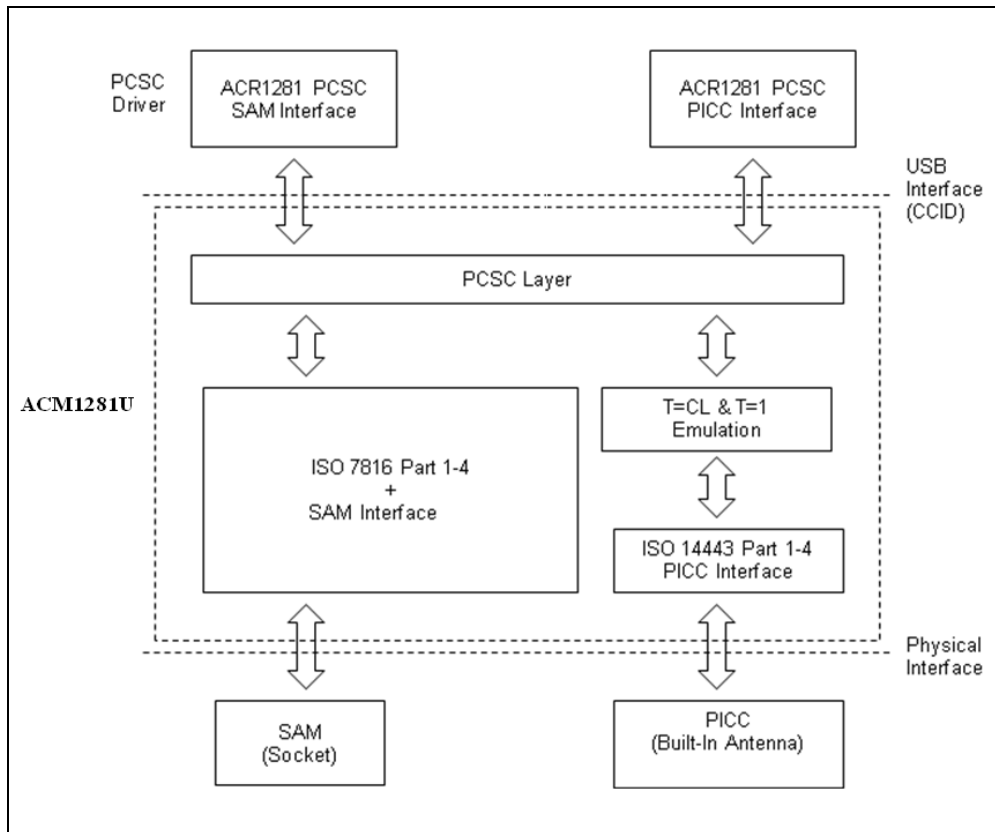 PCSC
Driver
ACR1281 PCSC
SAM Interface
ACR1281 PCSC
PICC Interface
USB
Interface
(CCID)
PCSC Layer
ACM1281U
ISO 7816 Part 1-4
+
SAM Interface
T=CL & T=1
Emulation
ISO 14443 Part 1-4
PICC Interface
Physical
Interface
SAM
(Socket)
PICC
(Built-In Antenna)